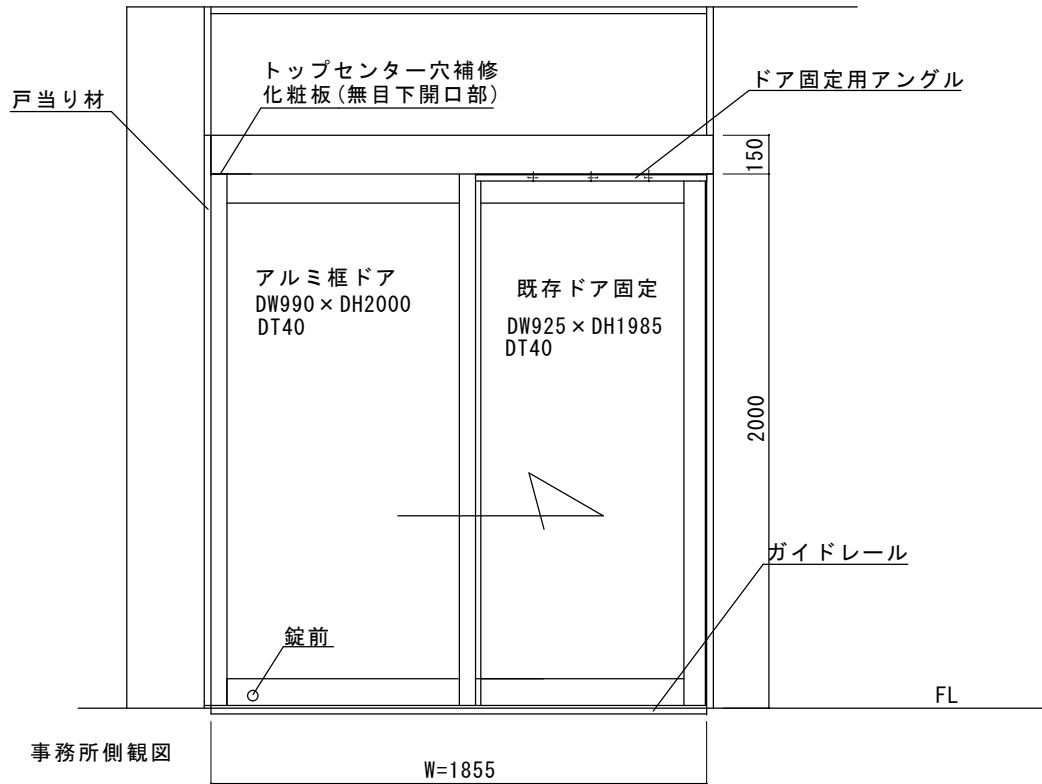 トップセンター穴補修
化粧板(無目下開口部)
ドア固定用アングル
戸当り材
150
アルミ框ドア
DW990×DH2000
DT40
既存ドア固定
DW925×DH1985
DT40
2000
ガイドレール
錠前
FL
事務所側観図
W=1855